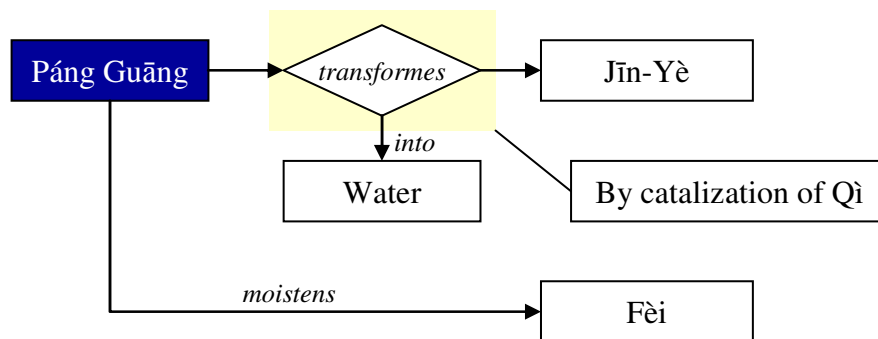 Páng Guāng
transformes
Jīn-Yè
into
Water
By catalization of Qì
moistens
Fèi